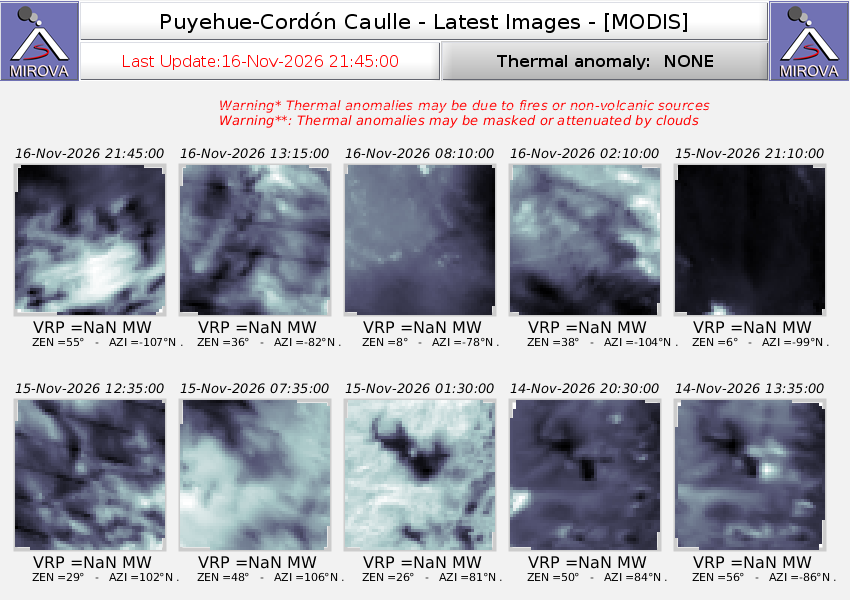 Puyehue-Cordón Caulle - Latest Images - [MODIS]
MIROVA
MIROVA
Last Update:16-Nov-2026 21:45:00
Thermal anomaly: NONE
Warning* Thermal anomalies may be due to fires or non-volcanic sources
Warning**: Thermal anomalies may be masked or attenuated by clouds
16-Nov-2026 21:45:00
16-Nov-2026 13:15:00
16-Nov-2026 08:10:00
16-Nov-2026 02:10:00
15-Nov-2026 21:10:00
VRP =NaN MW
VRP =NaN MW
VRP =NaN MW
VRP =NaN MW
VRP =NaN MW
ZEN =55° - AZI =-107°N .
ZEN =36° - AZI =-82°N .
ZEN =8° - AZI =-78°N .
ZEN =38° - AZI =-104°N .
ZEN =6° - AZI =-99°N .
15-Nov-2026 12:35:00
15-Nov-2026 07:35:00
15-Nov-2026 01:30:00
14-Nov-2026 20:30:00
14-Nov-2026 13:35:00
VRP =NaN MW
VRP =NaN MW
VRP =NaN MW
VRP =NaN MW
VRP =NaN MW
ZEN =29° - AZI =102°N .
ZEN =48° - AZI =106°N .
ZEN =26° - AZI =81°N .
ZEN =50° - AZI =84°N .
ZEN =56° - AZI =-86°N .